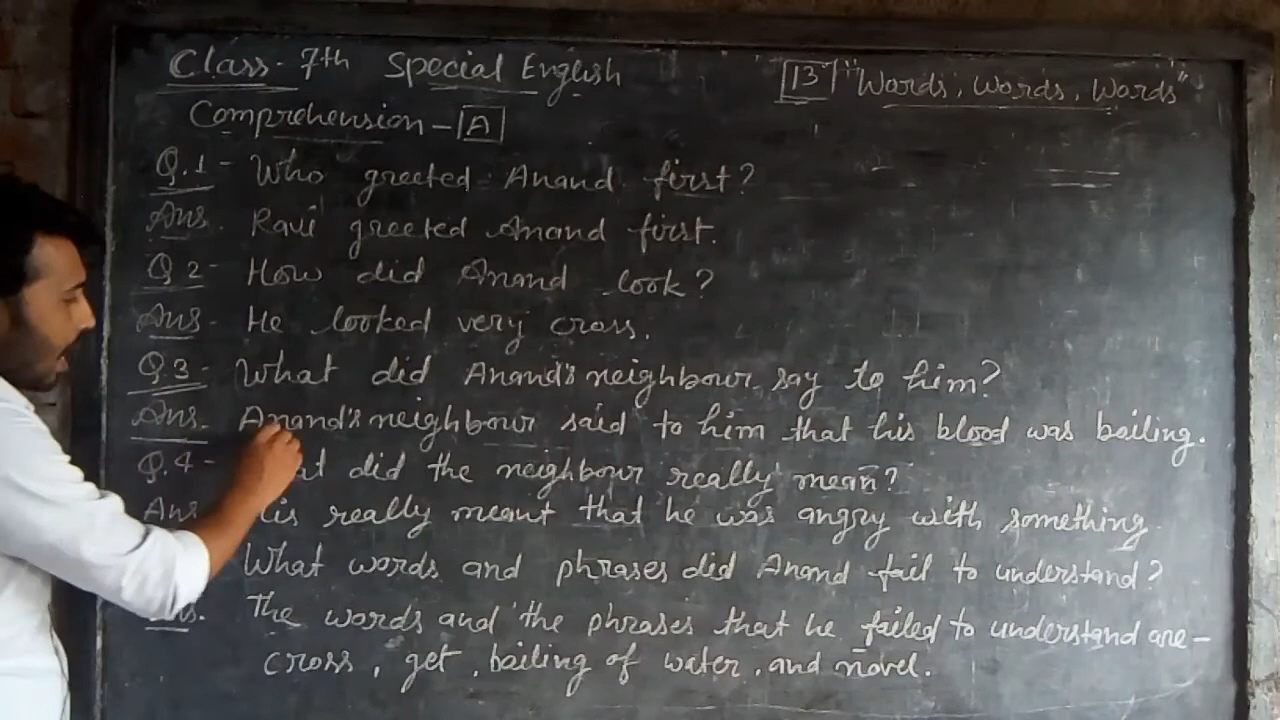 Class- 7th Special English
13 "Words, Words, Words"
Comprehension - A
Q.1- Who greeted Anand first?
Ans. Ravi greeted Anand first.
Q.2- How did Anand look?
Ans- He looked very cross.
Q.3- What did Anand's neighbour say to him?
Ans. Anand's neighbour said to him that his blood was boiling.
Q.4- did the neighbour really mean?
Ans really meant that he was angry with something.
What words and phrases did Anand fail to understand?
The words and the phrases that he failed to understand are-
cross, get, boiling of water, and novel.